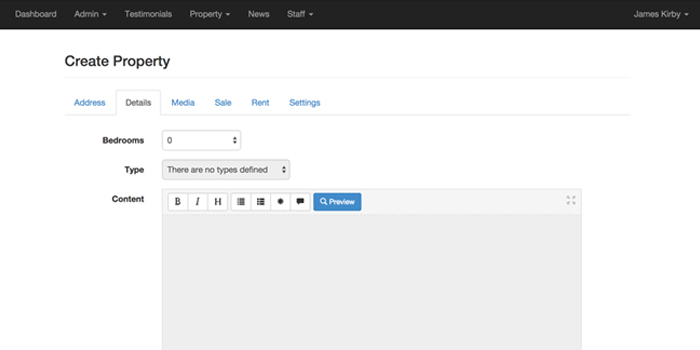 Dashboard Admin Testimonials Property News Staff James Kirby
Create Property
Address Details Media Sale Rent Settings
Bedrooms 0
Type There are no types defined
Content
B I H Preview